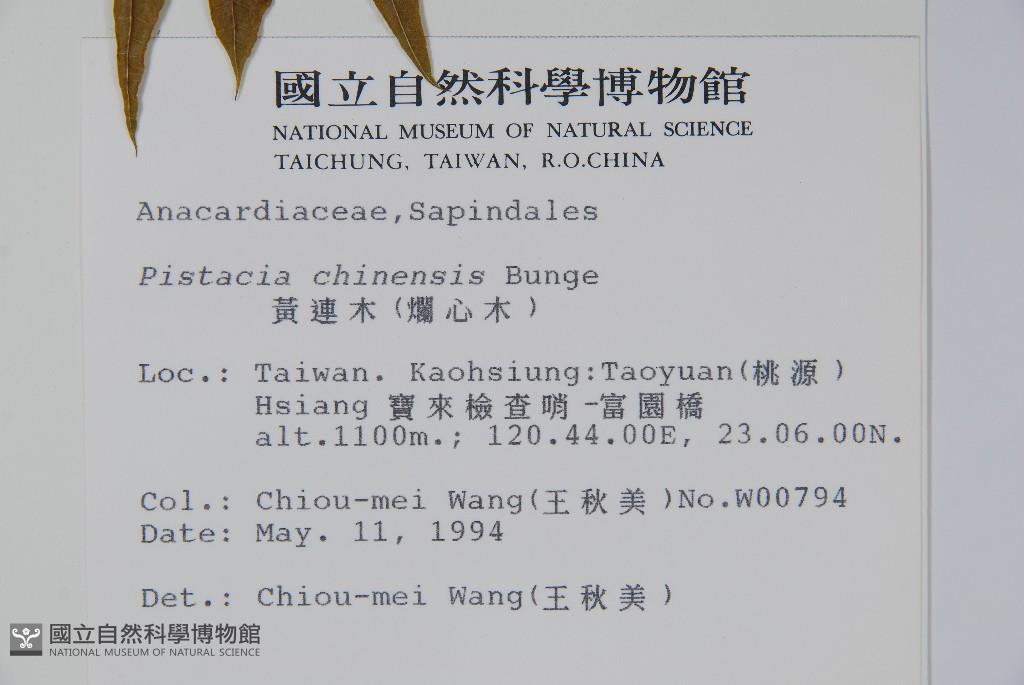 國立自然科學博物館
NATIONAL MUSEUM OF NATURAL SCIENCE
TAICHUNG, TAIWAN, R.O.CHINA
Anacardiaceae,Sapindales
Pistacia chinensis Bunge
黃連木(爛心木)
Loc.: Taiwan. Kaohsiung:Taoyuan(桃源)
Hsiang 寶來檢查哨-富園橋
alt.1100m.; 120.44.00E, 23.06.00N.
Col.: Chiou-mei Wang(王秋美)No.W00794
Date: May. 11, 1994
Det.: Chiou-mei Wang(王秋美)
國立自然科學博物館
NATIONAL MUSEUM OF NATURAL SCIENCE